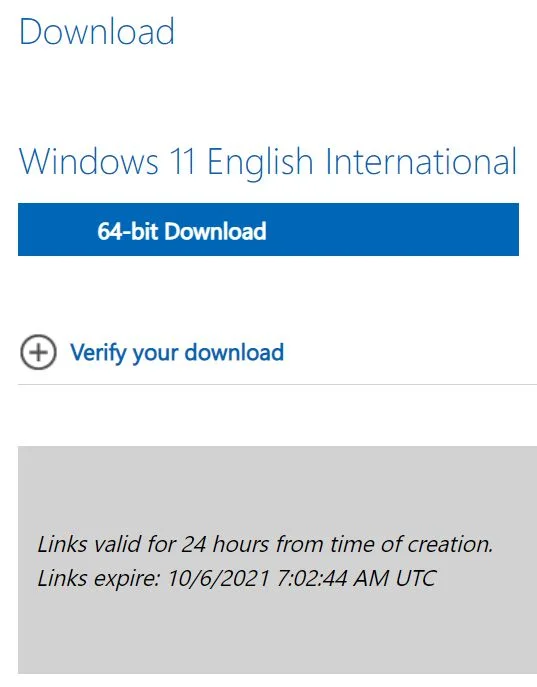 Download
Windows 11 English International
64-bit Download
Verify your download
Links valid for 24 hours from time of creation.
Links expire: 10/6/2021 7:02:44 AM UTC